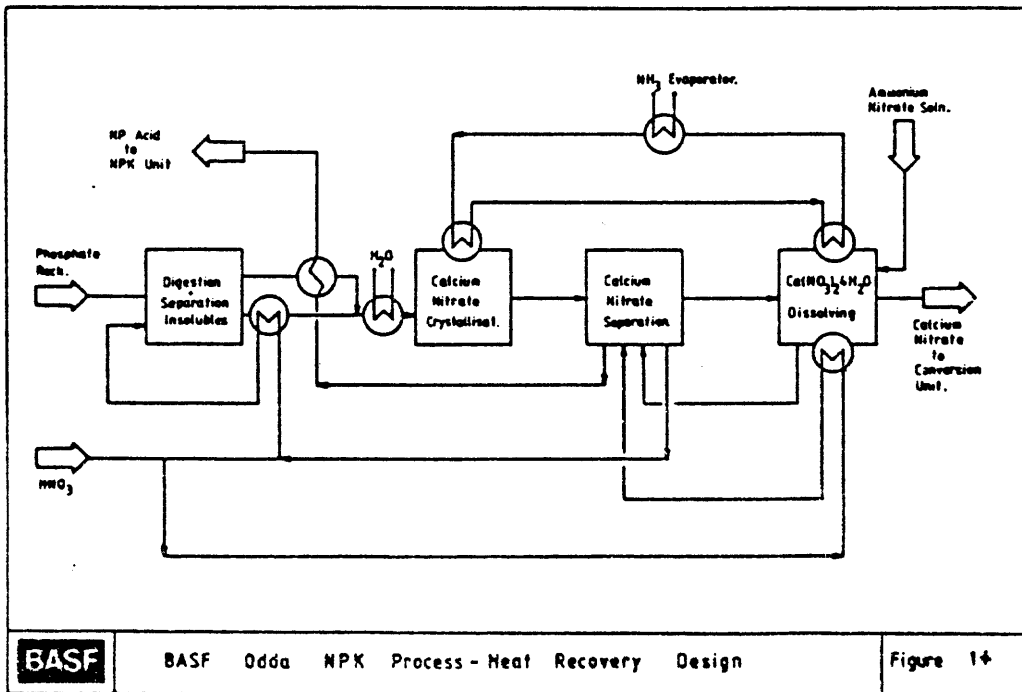 NH3 Evaporator.
Ammonium
Nitrate Soln.
NP Acid
to
NPK Unit
Phosphate
Rock.
Digestion
+
Separation
Insolubles
H2O
Calcium
Nitrate
Crystallisat.
Calcium
Nitrate
Separation
Ca(NO3)2·4H2O
Dissolving
Calcium
Nitrate
to
Conversion
Unit.
HNO3
BASF
BASF Odda NPK Process - Heat Recovery Design
Figure 14